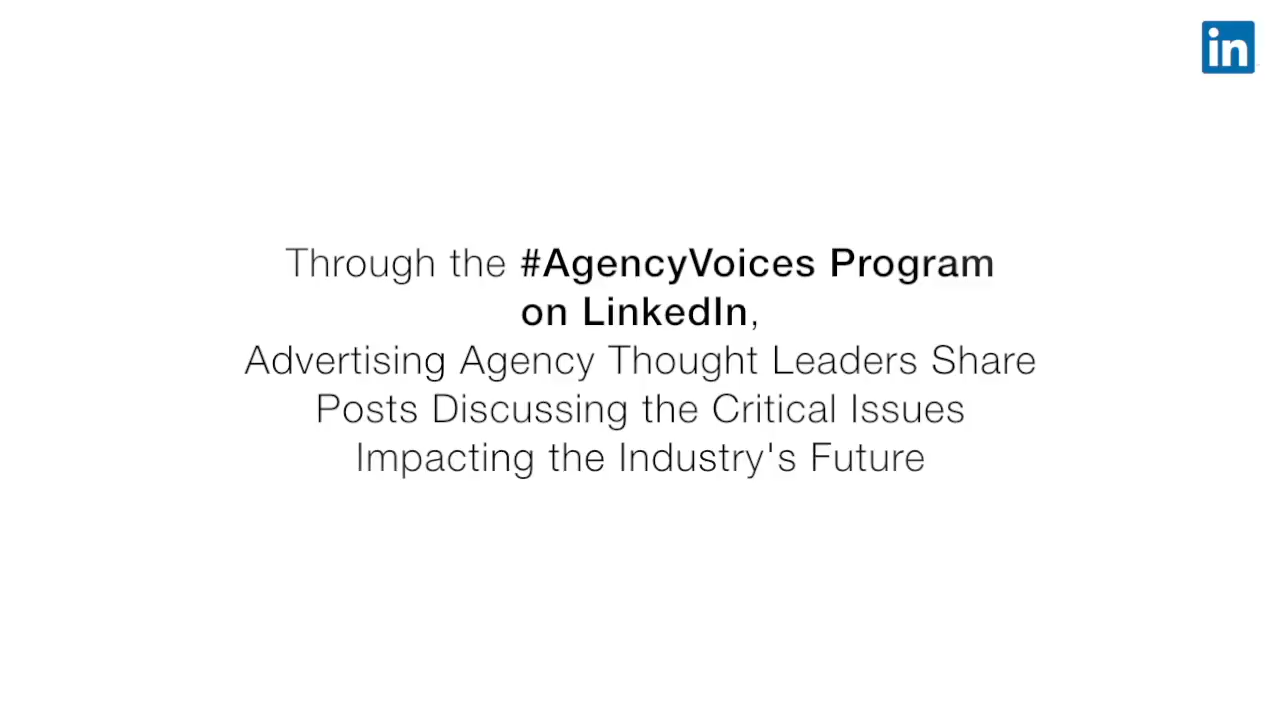 in
Through the #AgencyVoices Program
on LinkedIn,
Advertising Agency Thought Leaders Share
Posts Discussing the Critical Issues
Impacting the Industry's Future